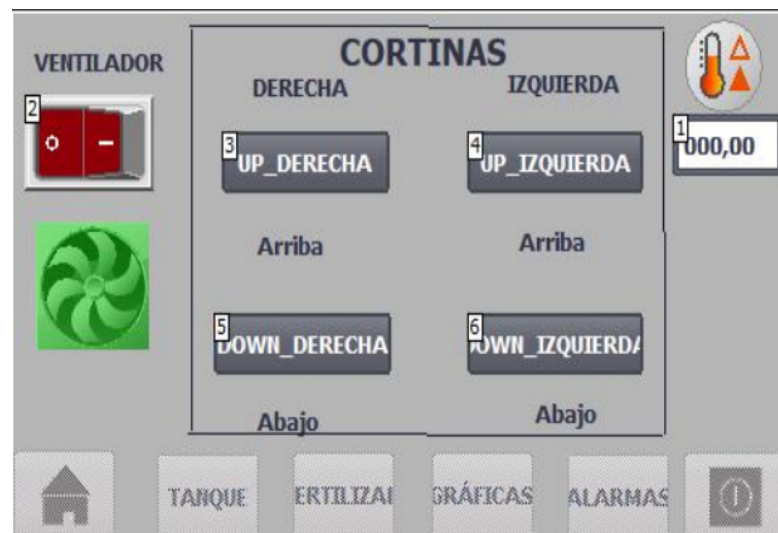 CORTINAS
VENTILADOR
DERECHA
IZQUIERDA
2
O
3
UP_DERECHA
4
UP_IZQUIERDA
1
000,00
Arriba
Arriba
5
DOWN_DERECHA
6
OWN_IZQUIERDA
Abajo
Abajo
TANQUE
ERTILIZAI
GRÁFICAS
ALARMAS